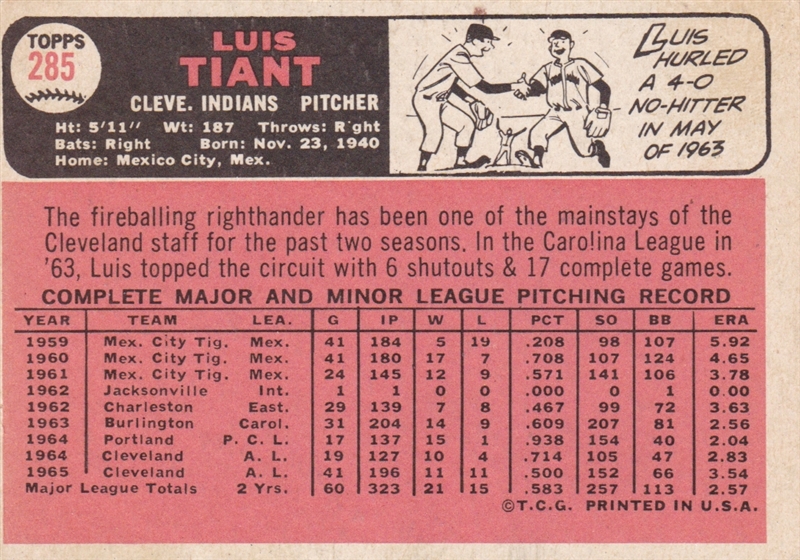 TOPPS
285
LUIS
TIANT
CLEVE. INDIANS PITCHER
Ht: 5'11" Wt: 187 Throws: Right
Bats: Right Born: Nov. 23, 1940
Home: Mexico City, Mex.
LUIS
HURLED
A 4-0
NO-HITTER
IN MAY
OF 1963
The fireballing righthander has been one of the mainstays of the
Cleveland staff for the past two seasons. In the Carolina League in
'63, Luis topped the circuit with 6 shutouts & 17 complete games.
COMPLETE MAJOR AND MINOR LEAGUE PITCHING RECORD
YEAR TEAM LEA. G IP W L PCT SO BB ERA
1959 Mex. City Tig. Mex. 41 184 5 19 .208 98 107 5.92
1960 Mex. City Tig. Mex. 41 180 17 7 .708 107 124 4.65
1961 Mex. City Tig. Mex. 24 145 12 9 .571 141 106 3.78
1962 Jacksonville Int. 1 1 0 0 .000 0 1 0.00
1962 Charleston East. 29 139 7 8 .467 99 72 3.63
1963 Burlington Carol. 31 204 14 9 .609 207 81 2.56
1964 Portland P. C. L. 17 137 15 1 .938 154 40 2.04
1964 Cleveland A. L. 19 127 10 4 .714 105 47 2.83
1965 Cleveland A. L. 41 196 11 11 .500 152 66 3.54
Major League Totals 2 Yrs. 60 323 21 15 .583 257 113 2.57
©T.C.G. PRINTED IN U.S.A.